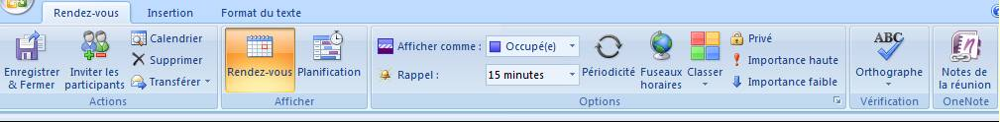 Rendez-vous Insertion Format du texte
Enregistrer & Fermer
Inviter les participants
Calendrier
Supprimer
Transférer
Actions
Rendez-vous
Planification
Afficher
Afficher comme : Occupé(e)
Rappel : 15 minutes
Périodicité
Fuseaux horaires
Classer
Privé
Importance haute
Importance faible
Options
ABC
Orthographe
Vérification
Notes de la réunion
OneNote